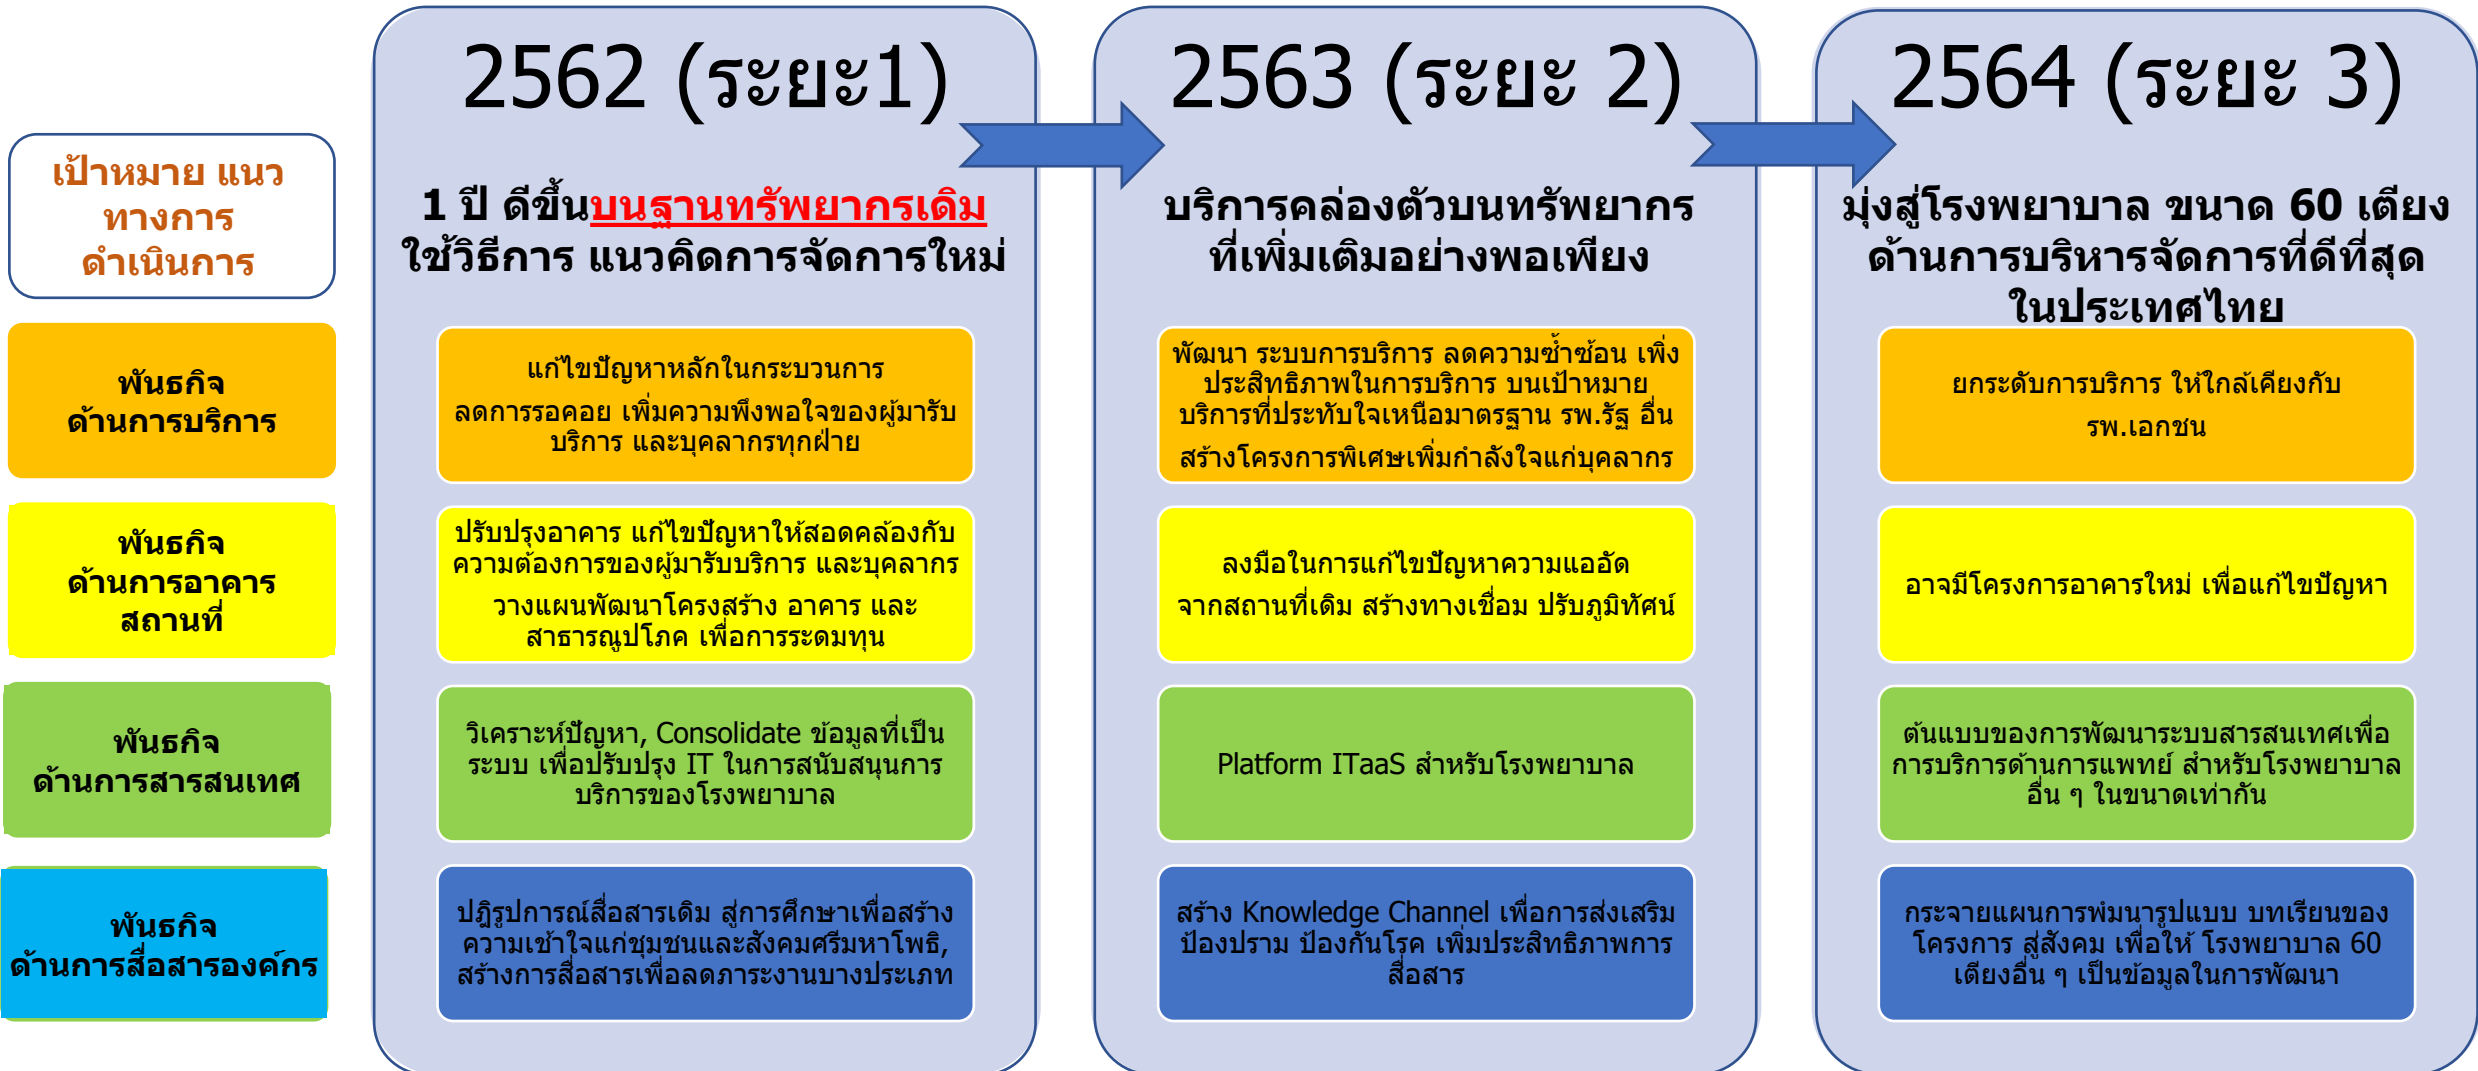 2562 (ระยะ1)
2563 (ระยะ 2)
2564 (ระยะ 3)
เป้าหมาย แนว
ทางการ
ดำเนินการ
1 ปี ดีขึ้นบนฐานทรัพยากรเดิม
ใช้วิธีการ แนวคิดการจัดการใหม่
บริการคล่องตัวบนทรัพยากร
ที่เพิ่มเติมอย่างพอเพียง
มุ่งสู่โรงพยาบาล ขนาด 60 เตียง
ด้านการบริหารจัดการที่ดีที่สุด
ในประเทศไทย
พันธกิจ
ด้านการบริการ
แก้ไขปัญหาหลักในกระบวนการ
ลดการรอคอย เพิ่มความพึงพอใจของผู้มารับ
บริการ และบุคลากรทุกฝ่าย
พัฒนา ระบบการบริการ ลดความซ้ำซ้อน เพิ่ง
ประสิทธิภาพในการบริการ บนเป้าหมาย
บริการที่ประทับใจเหนือมาตรฐาน รพ.รัฐ อื่น
สร้างโครงการพิเศษเพิ่มกำลังใจแก่บุคลากร
ยกระดับการบริการ ให้ใกล้เคียงกับ
รพ.เอกชน
พันธกิจ
ด้านการอาคาร
สถานที่
ปรับปรุงอาคาร แก้ไขปัญหาให้สอดคล้องกับ
ความต้องการของผู้มารับบริการ และบุคลากร
วางแผนพัฒนาโครงสร้าง อาคาร และ
สาธารณูปโภค เพื่อการระดมทุน
ลงมือในการแก้ไขปัญหาความแออัด
จากสถานที่เดิม สร้างทางเชื่อม ปรับภูมิทัศน์
อาจมีโครงการอาคารใหม่ เพื่อแก้ไขปัญหา
พันธกิจ
ด้านการสารสนเทศ
วิเคราะห์ปัญหา, Consolidate ข้อมูลที่เป็น
ระบบ เพื่อปรับปรุง IT ในการสนับสนุนการ
บริการของโรงพยาบาล
Platform ITaaS สำหรับโรงพยาบาล
ต้นแบบของการพัฒนาระบบสารสนเทศเพื่อ
การบริการด้านการแพทย์ สำหรับโรงพยาบาล
อื่น ๆ ในขนาดเท่ากัน
พันธกิจ
ด้านการสื่อสารองค์กร
ปฎิรูปการณ์สื่อสารเดิม สู่การศึกษาเพื่อสร้าง
ความเช้าใจแก่ชุมชนและสังคมศรีมหาโพธิ,
สร้างการสื่อสารเพื่อลดภาระงานบางประเภท
สร้าง Knowledge Channel เพื่อการส่งเสริม
ป้องปราม ป้องกันโรค เพิ่มประสิทธิภาพการ
สื่อสาร
กระจายแผนการพ่มนารูปแบบ บทเรียนของ
โครงการ สู่สังคม เพื่อให้ โรงพยาบาล 60
เตียงอื่น ๆ เป็นข้อมูลในการพัฒนา